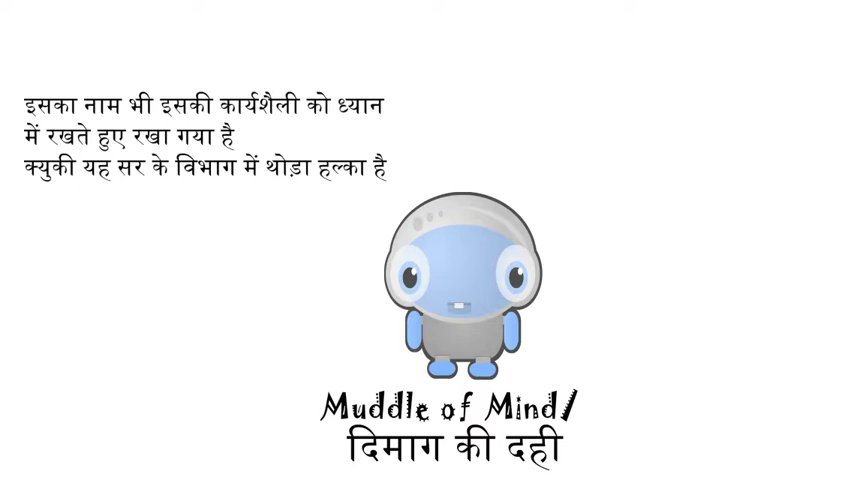 इसका नाम भी इसकी कार्यशैली को ध्यान
में रखते हुए रखा गया है
क्युकी यह सर के विभाग में थोड़ा हल्का है
Muddle of Mind/
दिमाग की दही